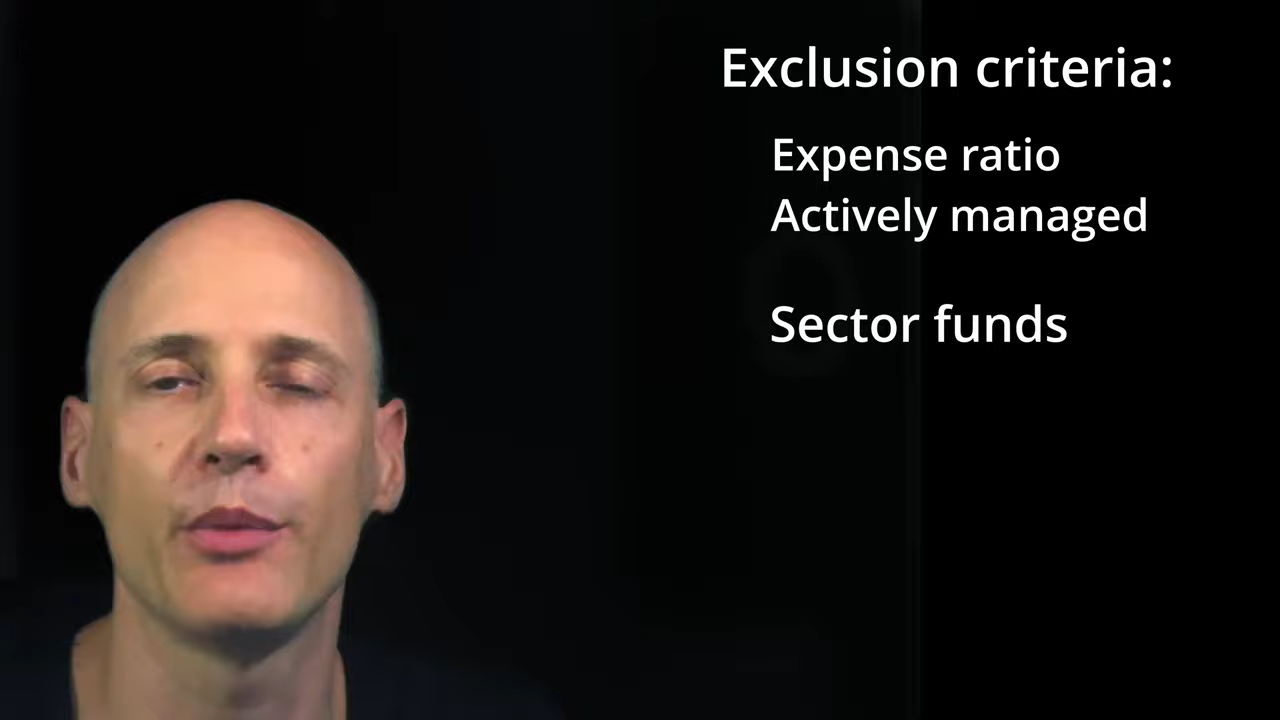 Exclusion criteria:
Expense ratio
Actively managed
Sector funds